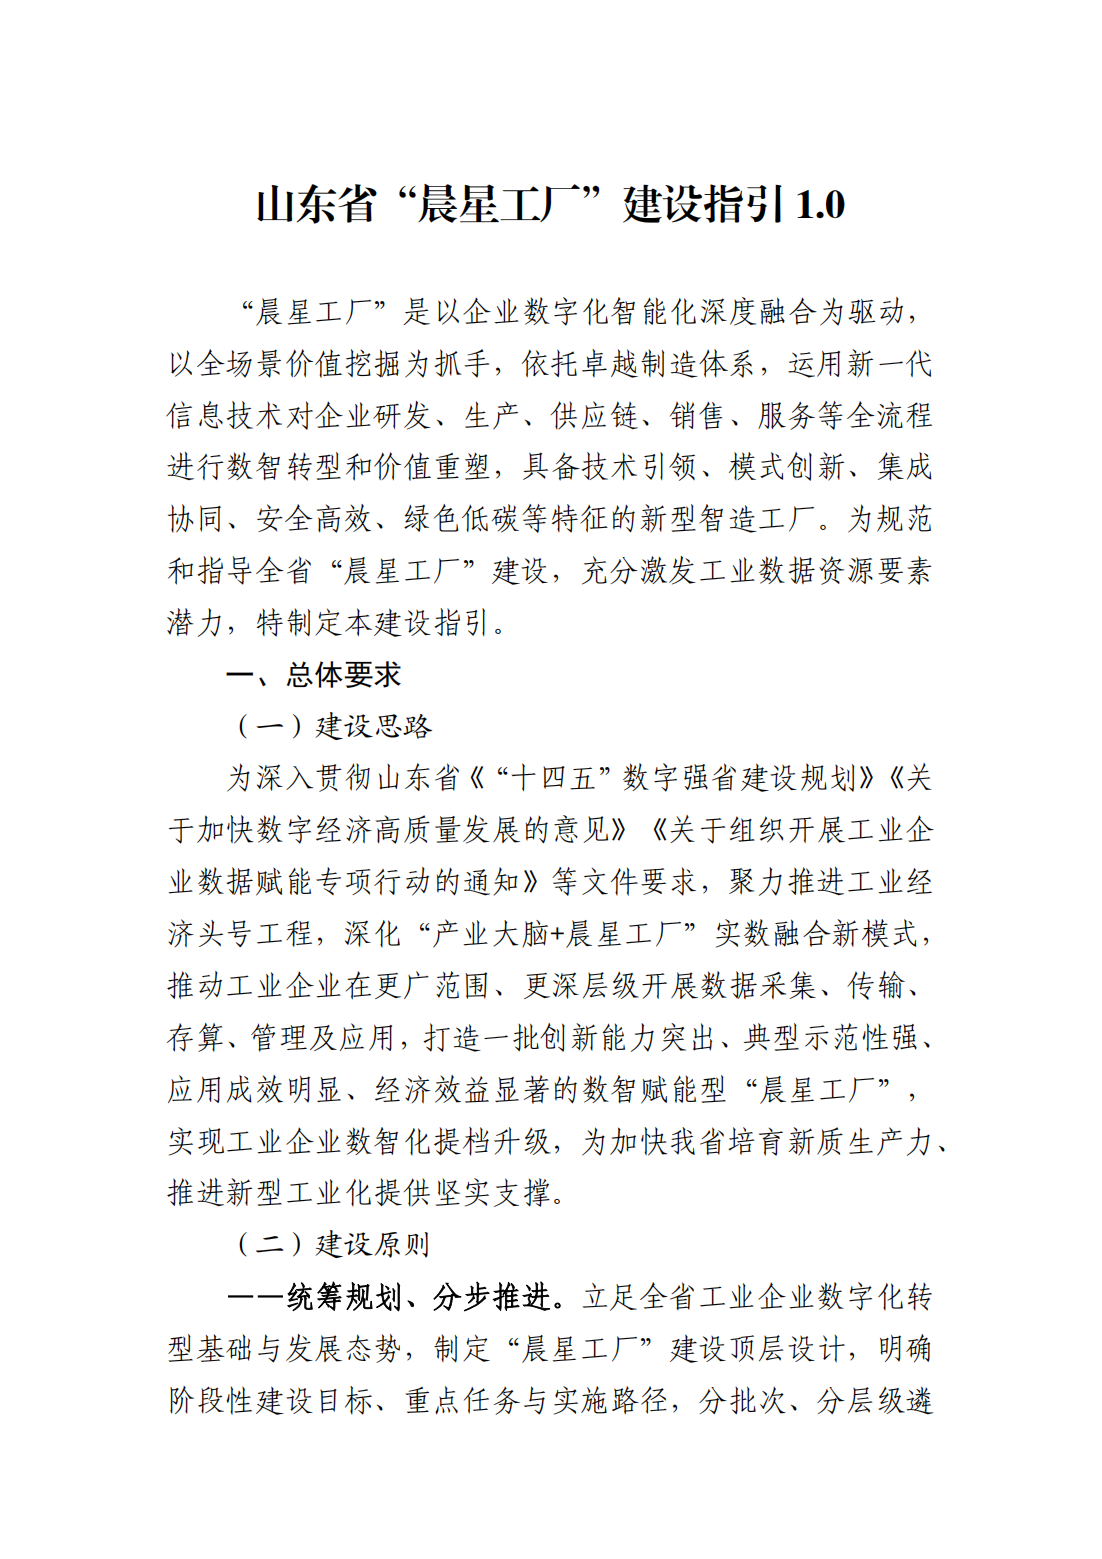 山东省“晨星工厂”建设指引 1.0
“晨星工厂”是以企业数字化智能化深度融合为驱动，
以全场景价值挖掘为抓手，依托卓越制造体系，运用新一代
信息技术对企业研发、生产、供应链、销售、服务等全流程
进行数智转型和价值重塑，具备技术引领、模式创新、集成
协同、安全高效、绿色低碳等特征的新型智造工厂。为规范
和指导全省“晨星工厂”建设，充分激发工业数据资源要素
潜力，特制定本建设指引。
一、总体要求
（一）建设思路
为深入贯彻山东省《“十四五”数字强省建设规划》《关
于加快数字经济高质量发展的意见》《关于组织开展工业企
业数据赋能专项行动的通知》等文件要求，聚力推进工业经
济头号工程，深化“产业大脑+晨星工厂”实数融合新模式，
推动工业企业在更广范围、更深层级开展数据采集、传输、
存算、管理及应用，打造一批创新能力突出、典型示范性强、
应用成效明显、经济效益显著的数智赋能型“晨星工厂”，
实现工业企业数智化提档升级，为加快我省培育新质生产力、
推进新型工业化提供坚实支撑。
（二）建设原则
——统筹规划、分步推进。立足全省工业企业数字化转
型基础与发展态势，制定“晨星工厂”建设顶层设计，明确
阶段性建设目标、重点任务与实施路径，分批次、分层级遴